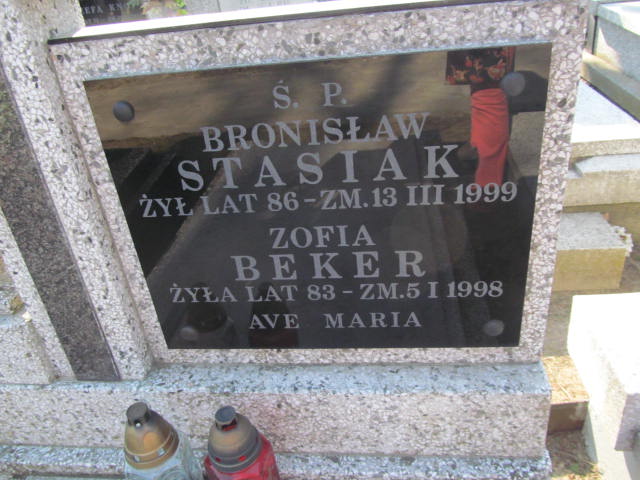 Ś. P.
BRONISŁAW
STASIAK
ŻYŁ LAT 86 – ZM. 13 III 1999
ZOFIA
BEKER
ŻYŁA LAT 83 – ZM. 5 I 1998
AVE MARIA